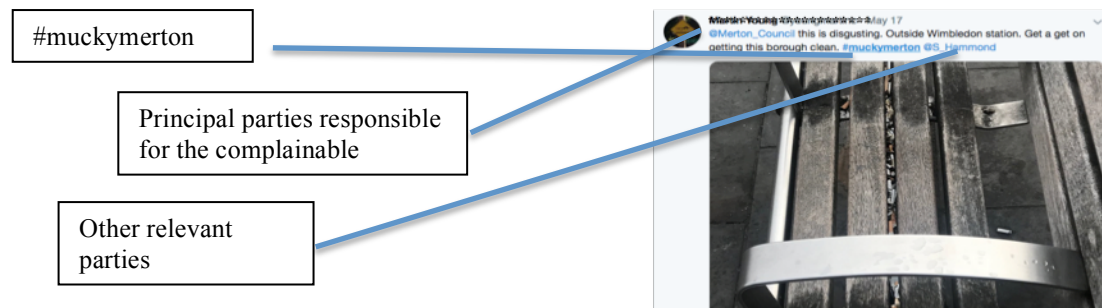 #muckymerton
Principal parties responsible
for the complainable
Other relevant
parties
May 17
@Merton_Council this is disgusting. Outside Wimbledon station. Get a get on
getting this borough clean. #muckymerton @S_Hammond